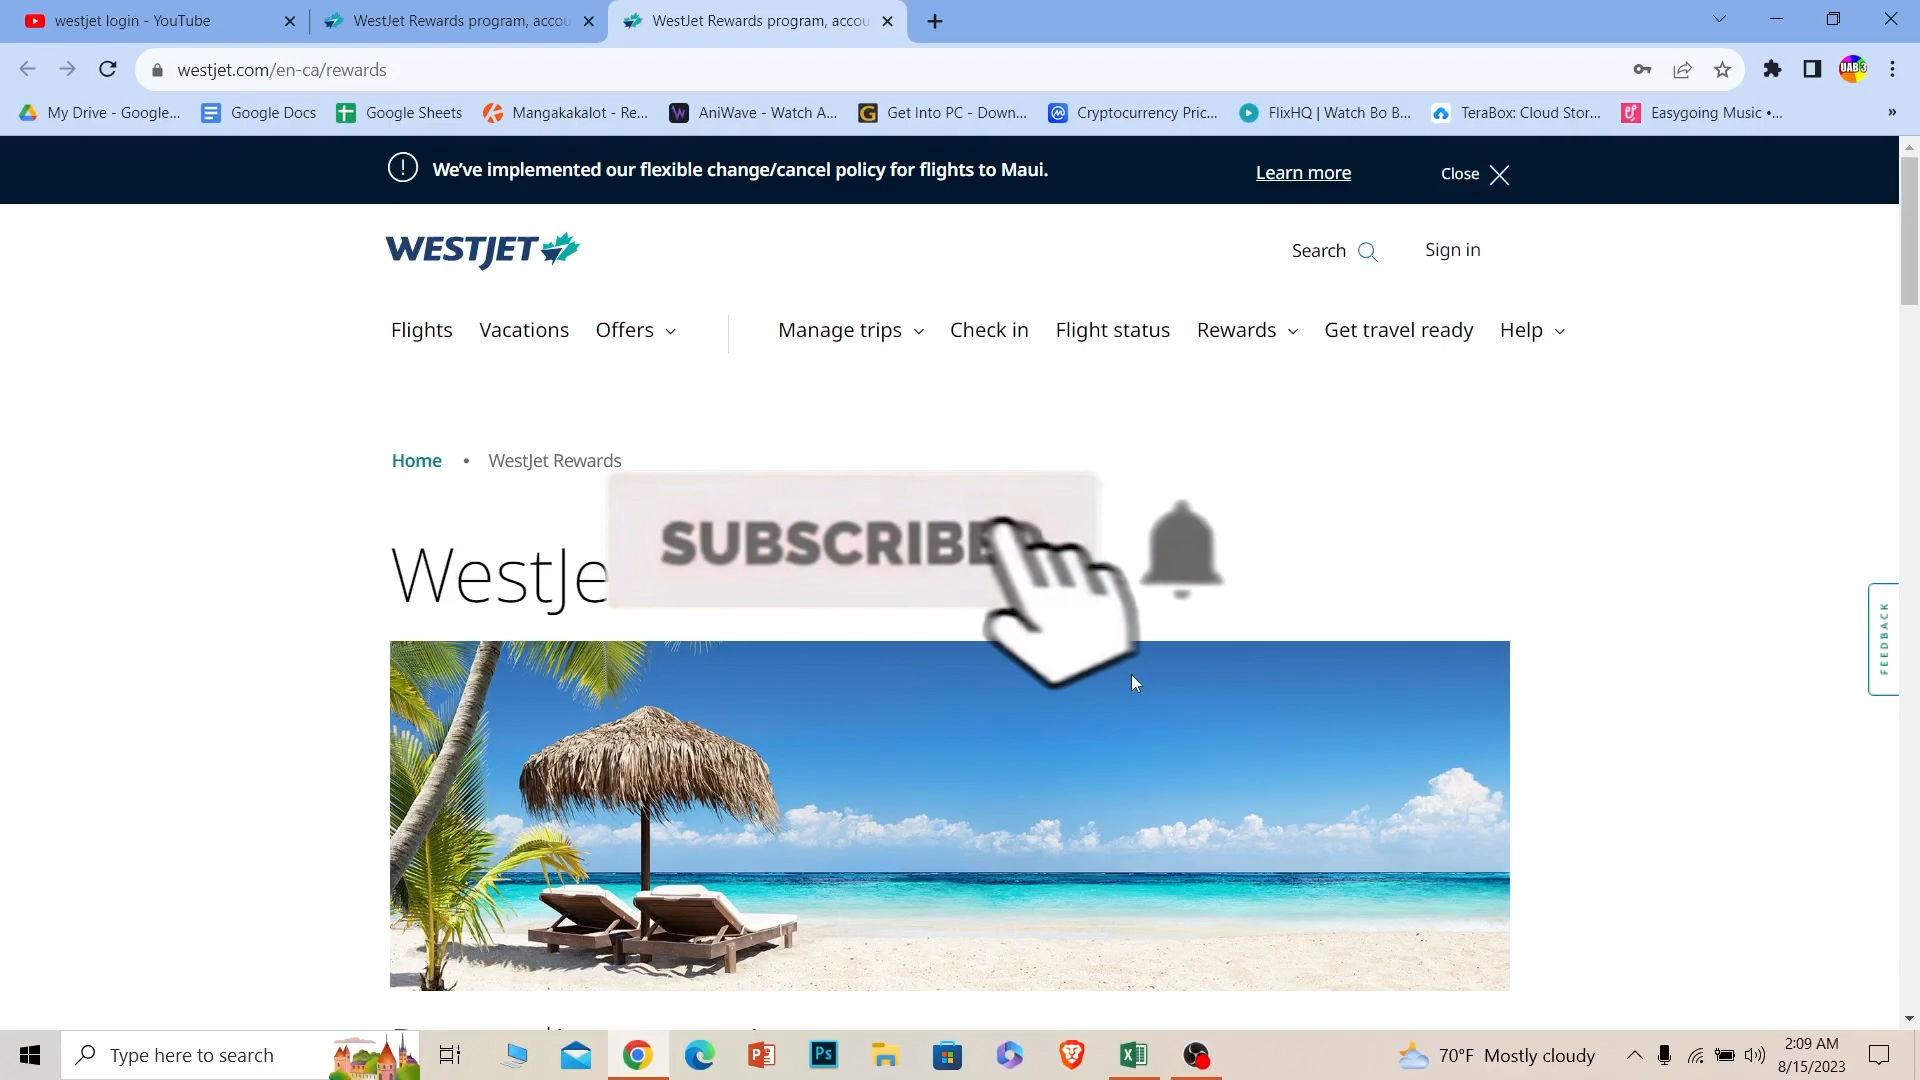 westjet login - YouTube
WestJet Rewards program, accou
WestJet Rewards program, accou
westjet.com/en-ca/rewards
UAB 3
My Drive - Google...
Google Docs
Google Sheets
Mangakakalot - Re...
AniWave - Watch A...
Get Into PC - Down...
Cryptocurrency Pric...
FlixHQ | Watch Bo B...
TeraBox: Cloud Stor...
Easygoing Music •...
»
We've implemented our flexible change/cancel policy for flights to Maui.
Learn more
Close
WESTJET
Search
Sign in
Flights
Vacations
Offers
Manage trips
Check in
Flight status
Rewards
Get travel ready
Help
Home • WestJet Rewards
SUBSCRIBE
WestJe
FEEDBACK
Type here to search
70°F Mostly cloudy
2:09 AM
8/15/2023